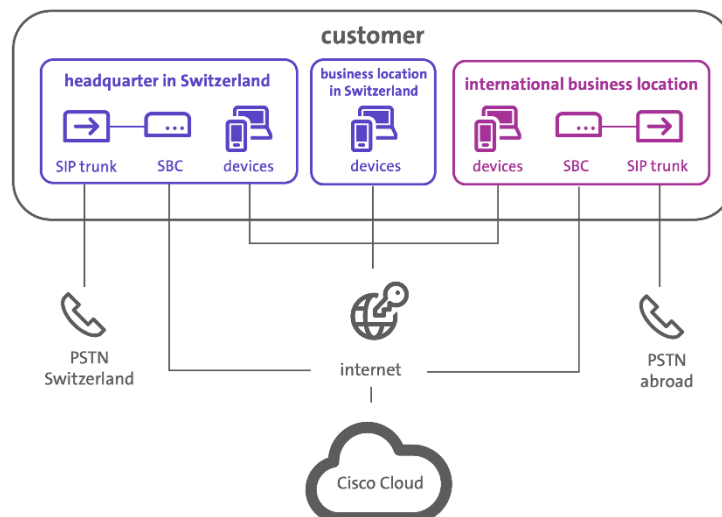 customer
headquarter in Switzerland
SIP trunk
SBC
devices
business location
in Switzerland
devices
international business location
devices
SBC
SIP trunk
PSTN
Switzerland
internet
PSTN
abroad
Cisco Cloud